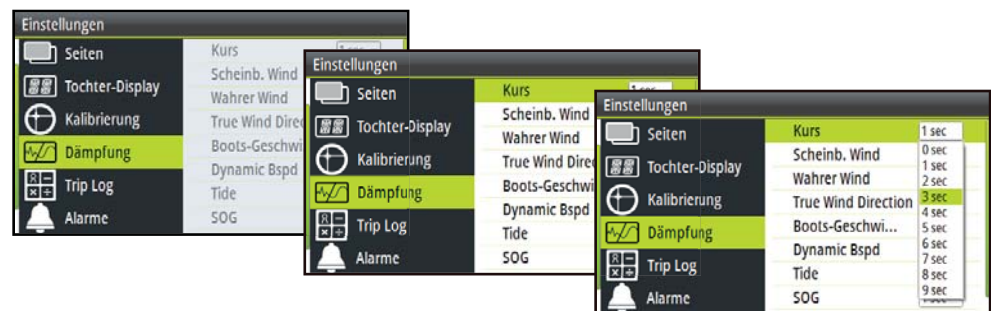 Einstellungen
Seiten
Tochter-Display
Kalibrierung
Dämpfung
Trip Log
Alarme
Kurs
Scheinb. Wind
Wahrer Wind
True Wind Direc
Boots-Geschwi
Dynamic Bspd
Tide
SOG
Einstellungen
Seiten
Tochter-Display
Kalibrierung
Dämpfung
Trip Log
Alarme
Kurs
Scheinb. Wind
Wahrer Wind
True Wind Direc
Boots-Geschwi
Dynamic Bspd
Tide
SOG
Einstellungen
Seiten
Tochter-Display
Kalibrierung
Dämpfung
Trip Log
Alarme
Kurs 1 sec
Scheinb. Wind
Wahrer Wind
True Wind Direction
Boots-Geschwi...
Dynamic Bspd
Tide
SOG
0 sec
1 sec
2 sec
3 sec
4 sec
5 sec
6 sec
7 sec
8 sec
9 sec